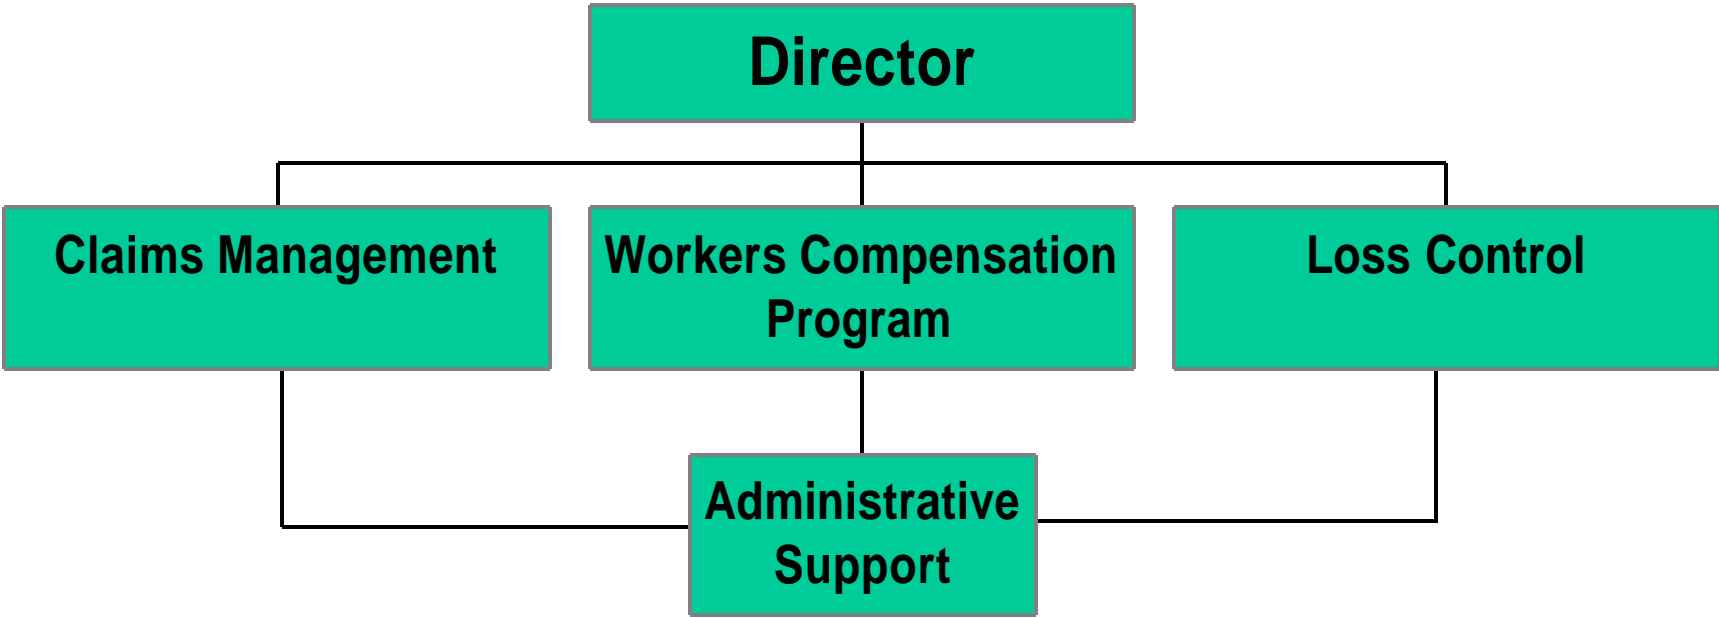 Director
Claims Management
Workers Compensation
Program
Loss Control
Administrative
Support